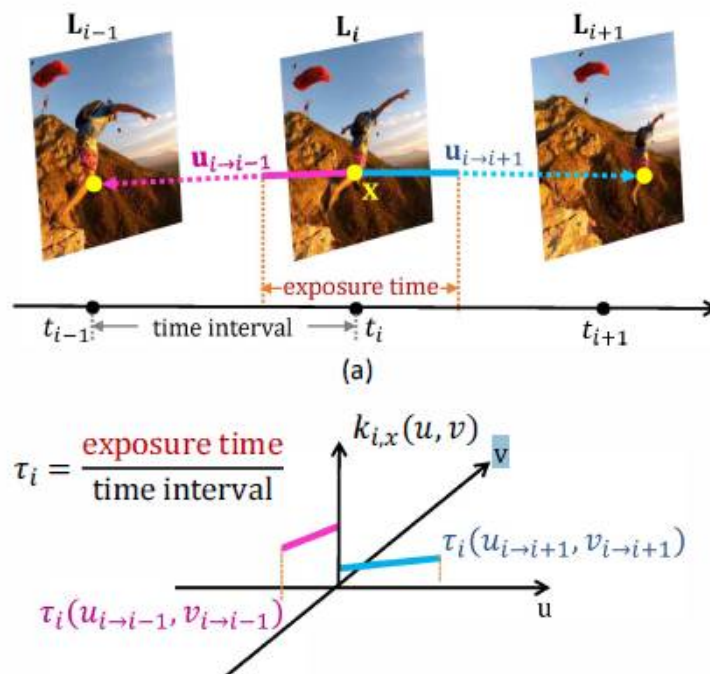 L_{i−1} L_i L_{i+1}
u_{i→i−1} u_{i→i+1}
x
exposure time
t_{i−1} time interval t_i t_{i+1}
(a)
k_{i,x}(u, v)
τ_i = exposure time / time interval
v
τ_i(u_{i→i+1}, v_{i→i+1})
τ_i(u_{i→i−1}, v_{i→i−1})
u